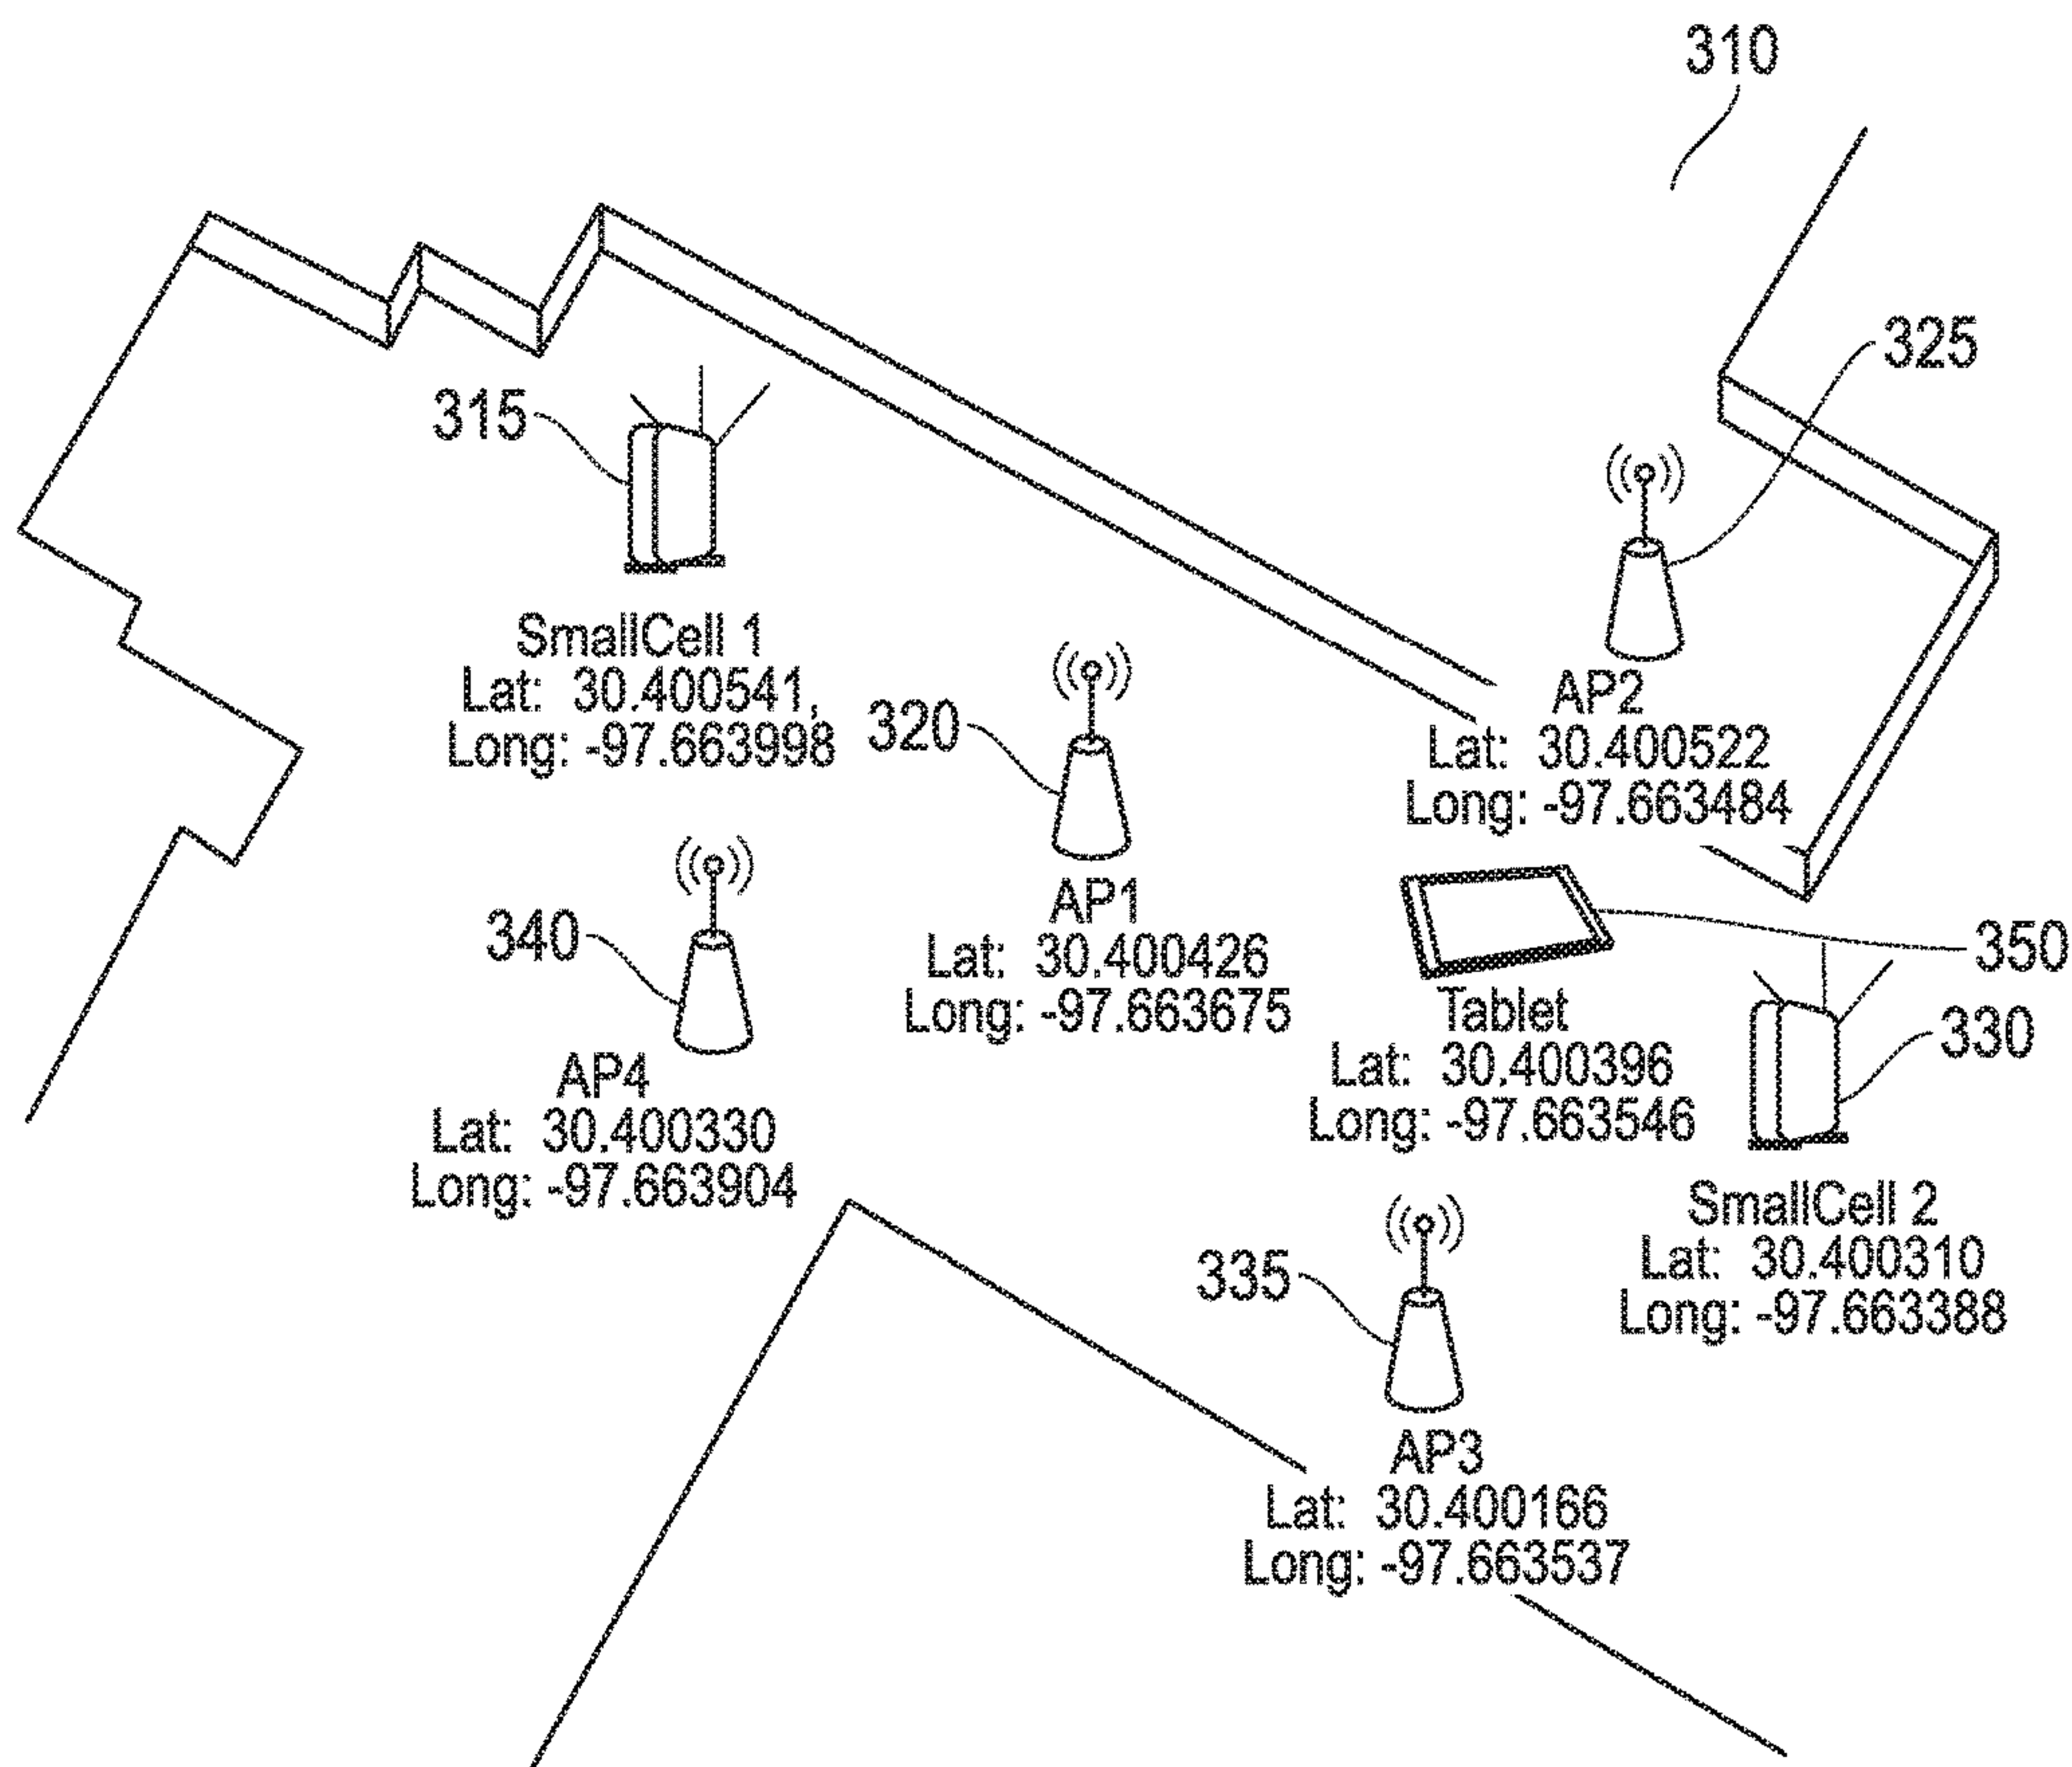 310
325
315
SmallCell 1
Lat: 30.400541,
Long: -97.663998
320
AP2
Lat: 30.400522
Long: -97.663484
AP1
Lat: 30.400426
Long: -97.663675
340
350
Tablet
Lat: 30.400396
Long: -97.663546
330
AP4
Lat: 30.400330
Long: -97.663904
SmallCell 2
Lat: 30.400310
Long: -97.663388
335
AP3
Lat: 30.400166
Long: -97.663537